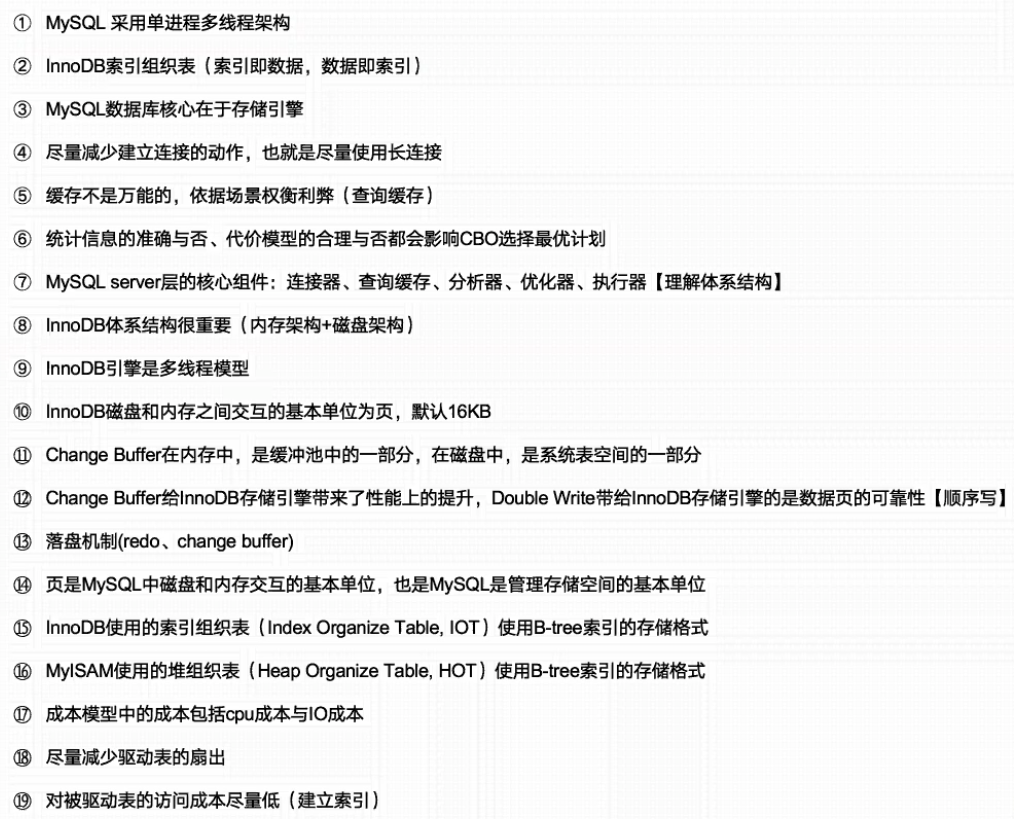 ① MySQL 采用单进程多线程架构
② InnoDB索引组织表（索引即数据，数据即索引）
③ MySQL数据库核心在于存储引擎
④ 尽量减少建立连接的动作，也就是尽量使用长连接
⑤ 缓存不是万能的，依据场景权衡利弊（查询缓存）
⑥ 统计信息的准确与否、代价模型的合理与否都会影响CBO选择最优计划
⑦ MySQL server层的核心组件：连接器、查询缓存、分析器、优化器、执行器【理解体系结构】
⑧ InnoDB体系结构很重要（内存架构+磁盘架构）
⑨ InnoDB引擎是多线程模型
⑩ InnoDB磁盘和内存之间交互的基本单位为页，默认16KB
⑪ Change Buffer在内存中，是缓冲池中的一部分，在磁盘中，是系统表空间的一部分
⑫ Change Buffer给InnoDB存储引擎带来了性能上的提升，Double Write带给InnoDB存储引擎的是数据页的可靠性【顺序写】
⑬ 落盘机制(redo、change buffer)
⑭ 页是MySQL中磁盘和内存交互的基本单位，也是MySQL是管理存储空间的基本单位
⑮ InnoDB使用的索引组织表（Index Organize Table, IOT）使用B-tree索引的存储格式
⑯ MyISAM使用的堆组织表（Heap Organize Table, HOT）使用B-tree索引的存储格式
⑰ 成本模型中的成本包括cpu成本与IO成本
⑱ 尽量减少驱动表的扇出
⑲ 对被驱动表的访问成本尽量低（建立索引）